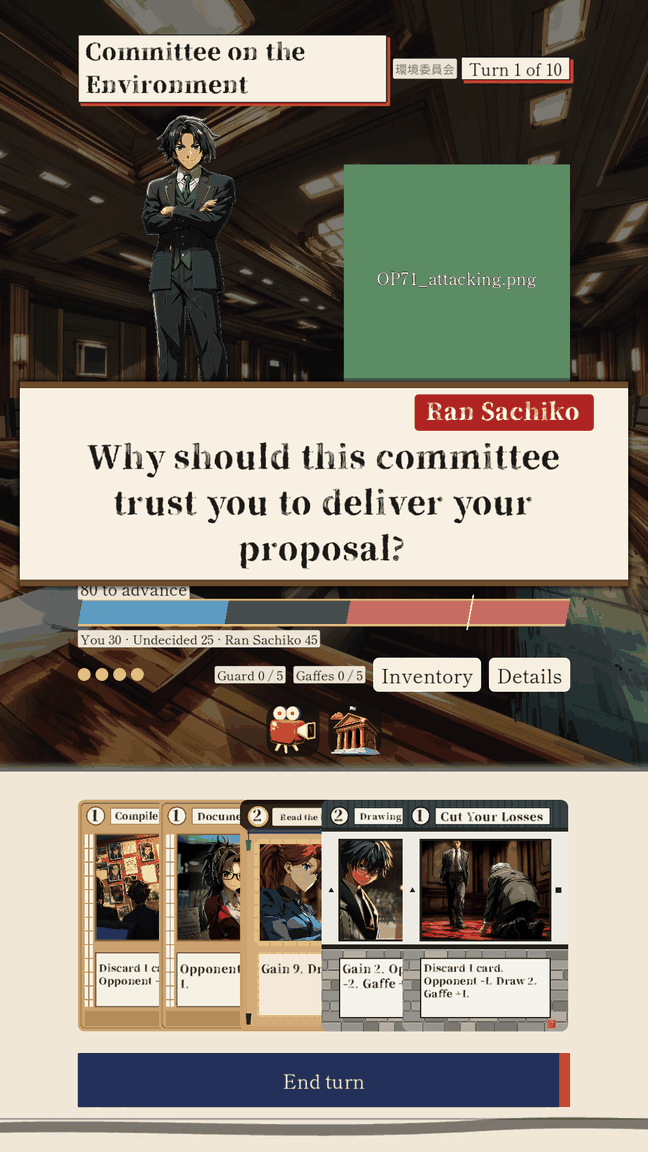 Committee on the
Environment
環境委員会
Turn 1 of 10
OP71_attacking.png
Ran Sachiko
Why should this committee
trust you to deliver your
proposal?
80 to advance
You 30 · Undecided 25 · Ran Sachiko 45
Guard 0 / 5
Gaffes 0 / 5
Inventory
Details
1 Compile
Discard 1
Opponent -
1 Docume
Opponent
1.
2 Read the
Gain 9. Dr
2 Drawing
Gain 2. Op
-2. Gaffe
1 Cut Your Losses
Discard 1 card.
Opponent -1. Draw 2.
Gaffe +1.
End turn